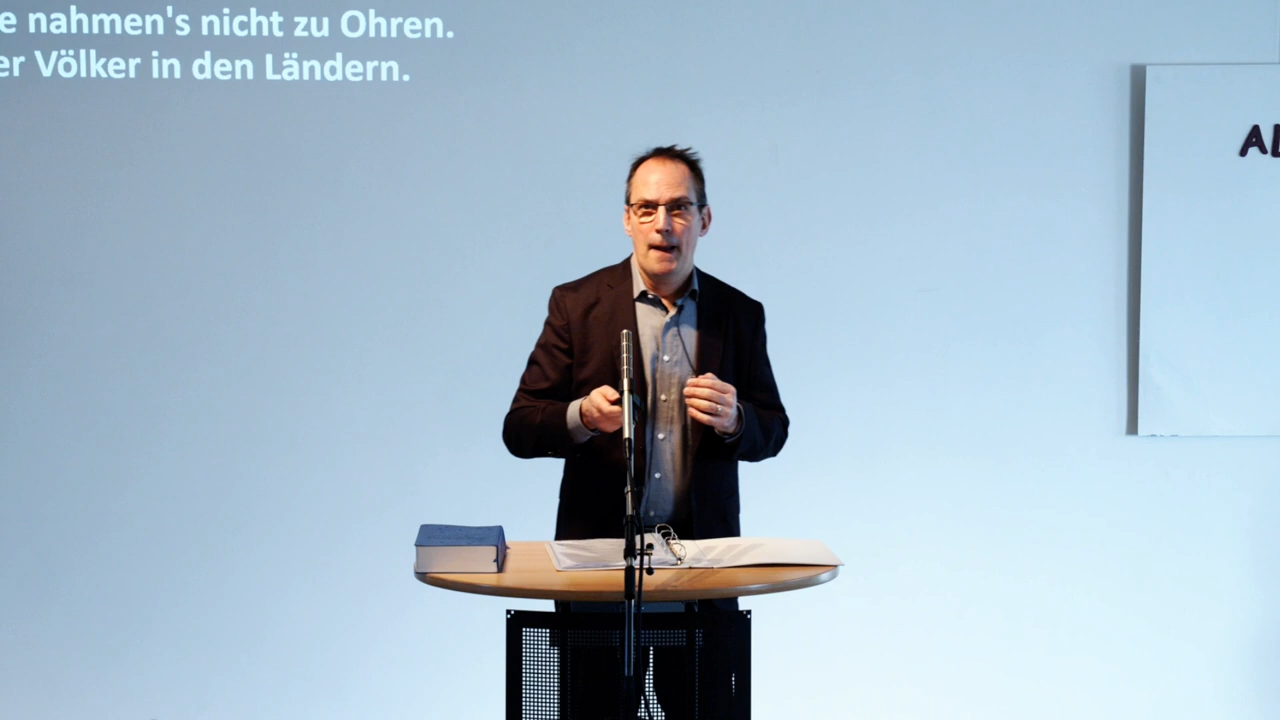 nahmen's nicht zu Ohren.
Völker in den Ländern.